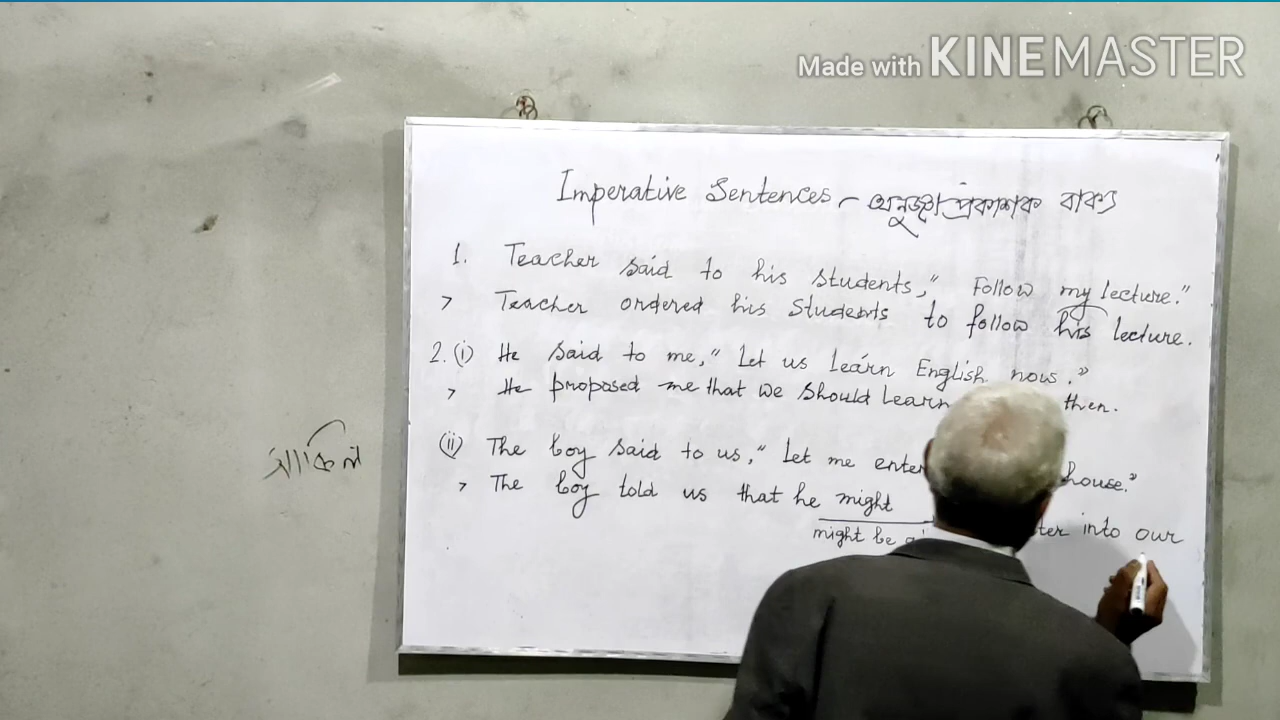 Made with KINEMASTER
Imperative Sentences – অনুজ্ঞা প্রকাশক বাক্য
1. Teacher said to his students," Follow my lecture."
> Teacher ordered his Students to follow his lecture.
2. (i) He said to me," Let us learn English now."
> He proposed me that we should Learn then.
(ii) The boy said to us," Let me enter house."
> The boy told us that he might
might be into our